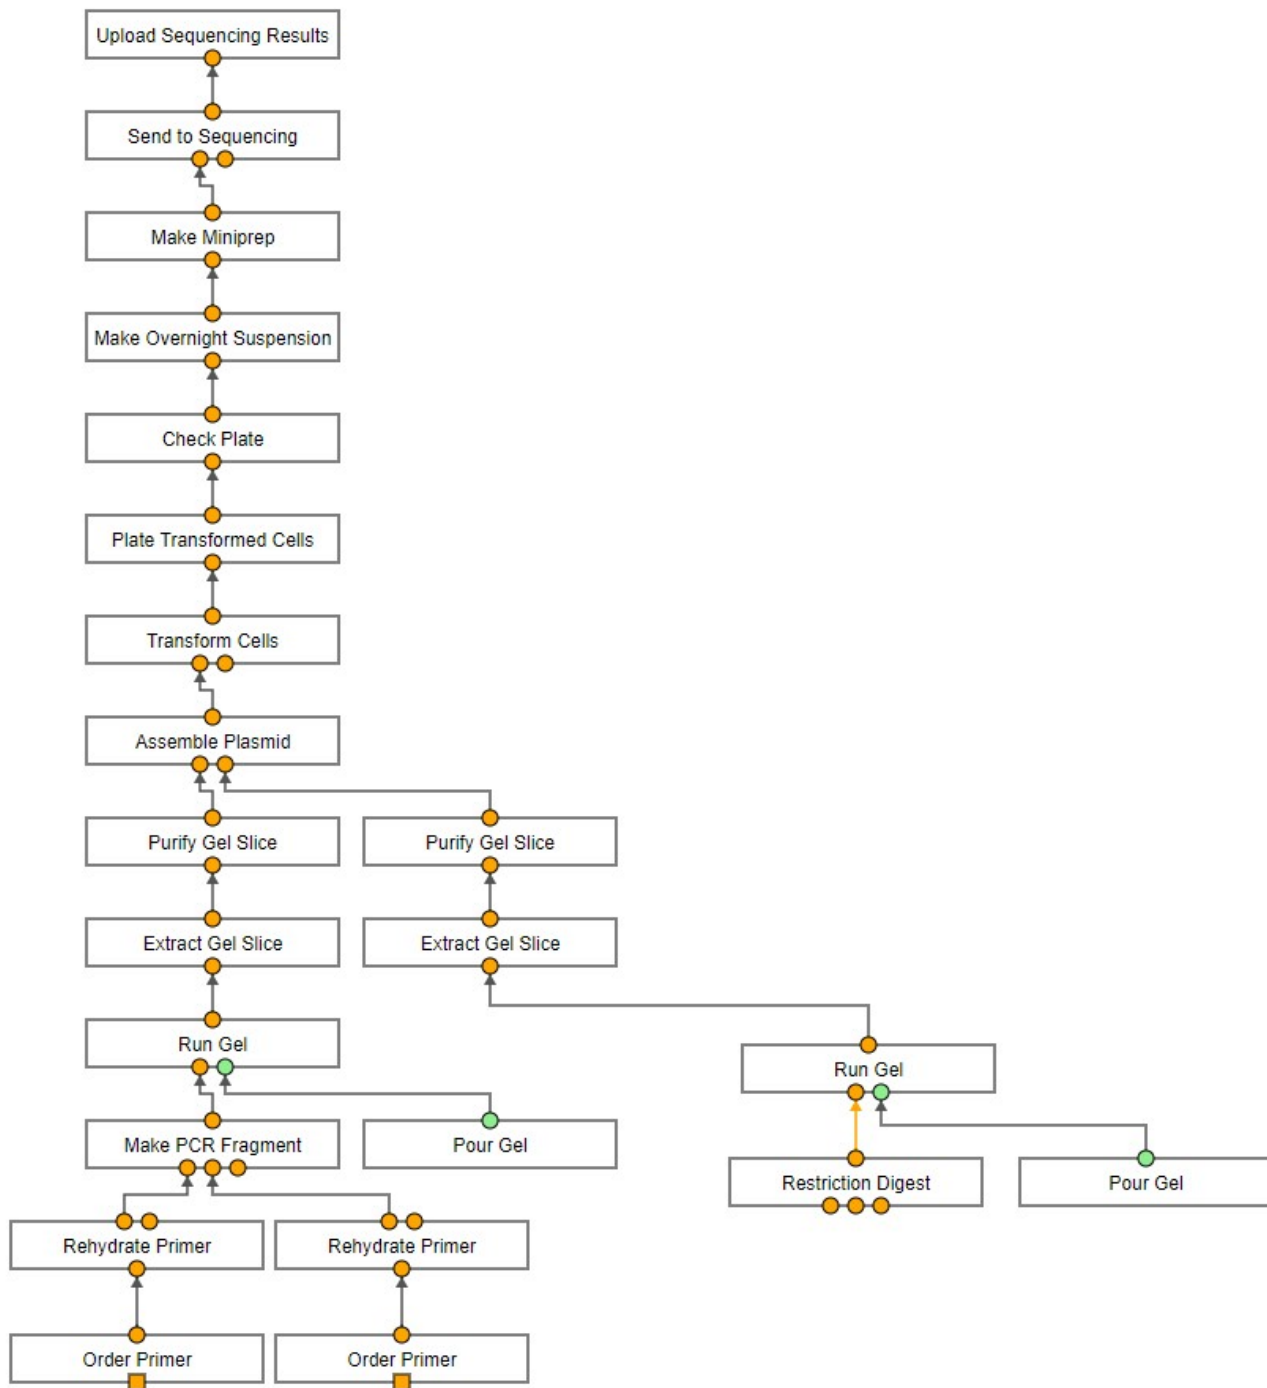 Upload Sequencing Results
Send to Sequencing
Make Miniprep
Make Overnight Suspension
Check Plate
Plate Transformed Cells
Transform Cells
Assemble Plasmid
Purify Gel Slice
Purify Gel Slice
Extract Gel Slice
Extract Gel Slice
Run Gel
Run Gel
Make PCR Fragment
Pour Gel
Restriction Digest
Pour Gel
Rehydrate Primer
Rehydrate Primer
Order Primer
Order Primer